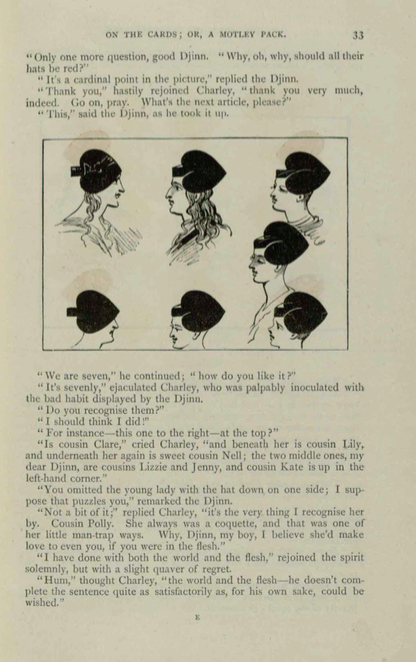 ON THE CARDS; OR, A MOTLEY PACK. 33
"Only one more question, good Djinn. "Why, oh, why, should all their
hats be red?"
"It's a cardinal point in the picture," replied the Djinn.
"Thank you," hastily rejoined Charley, "thank you very much,
indeed. Go on, pray. What's the next article, please?"
"This," said the Djinn, as he took it up.
"We are seven," he continued; "how do you like it?"
"It's sevenly," ejaculated Charley, who was palpably inoculated with
the bad habit displayed by the Djinn.
"Do you recognise them?"
"I should think I did!"
"For instance—this one to the right—at the top?"
"Is cousin Clare," cried Charley, "and beneath her is cousin Lily,
and underneath her again is sweet cousin Nell; the two middle ones, my
dear Djinn, are cousins Lizzie and Jenny, and cousin Kate is up in the
left-hand corner."
"You omitted the young lady with the hat down on one side; I sup-
pose that puzzles you," remarked the Djinn.
"Not a bit of it;" replied Charley, "it's the very thing I recognise her
by. Cousin Polly. She always was a coquette, and that was one of
her little man-trap ways. Why, Djinn, my boy, I believe she'd make
love to even you, if you were in the flesh."
"I have done with both the world and the flesh," rejoined the spirit
solemnly, but with a slight quaver of regret.
"Hum," thought Charley, "the world and the flesh—he doesn't com-
plete the sentence quite as satisfactorily as, for his own sake, could be
wished."
E